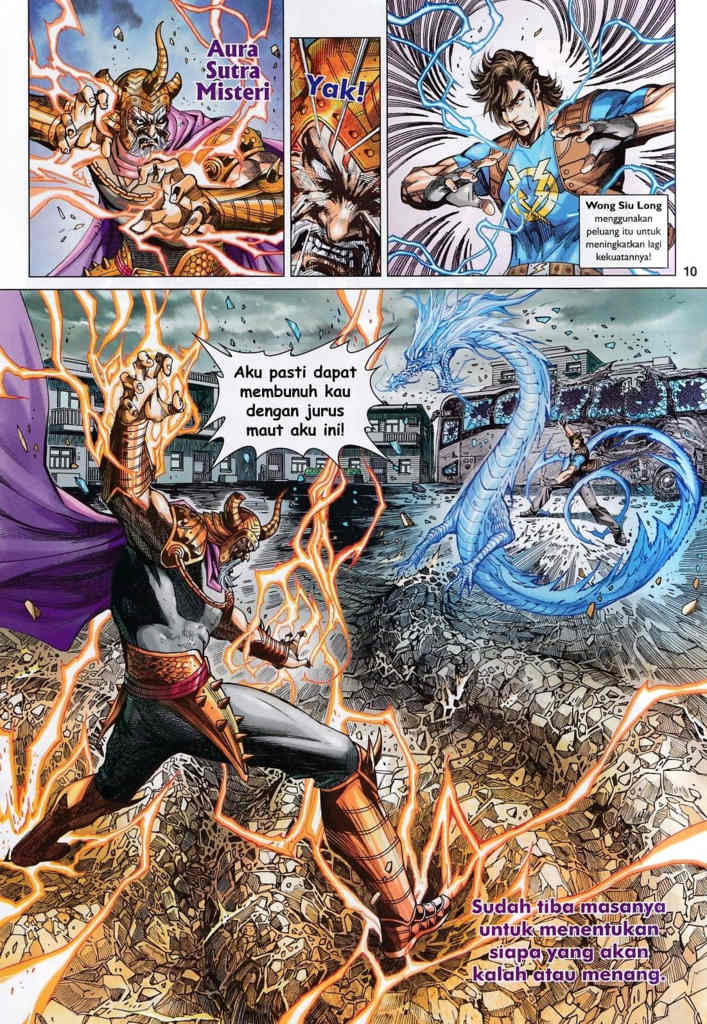 Aura
Sutra
Misteri
Yak!
Wong Siu Long
menggunakan
peluang itu untuk
meningkatkan lagi
kekuatannya!
10
Aku pasti dapat
membunuh kau
dengan jurus
maut aku ini!
Sudah tiba masanya
untuk menentukan
siapa yang akan
kalah atau menang.